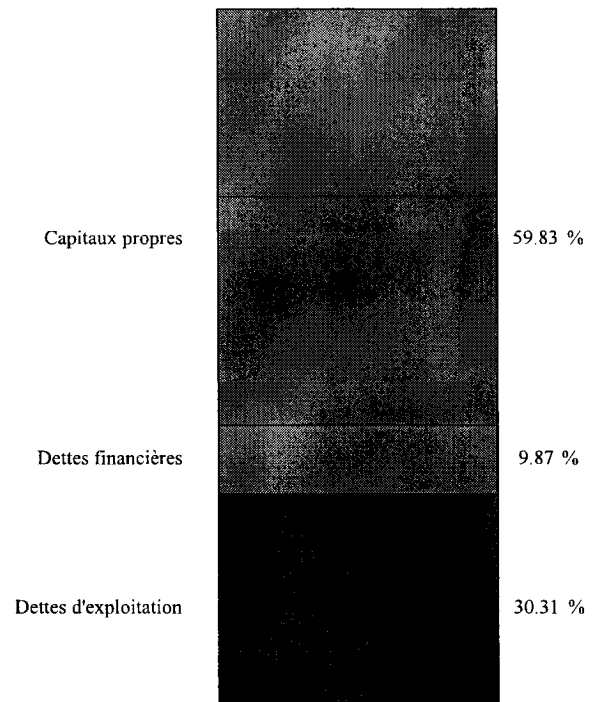 Capitaux propres 59.83 %
Dettes financières 9.87 %
Dettes d'exploitation 30.31 %